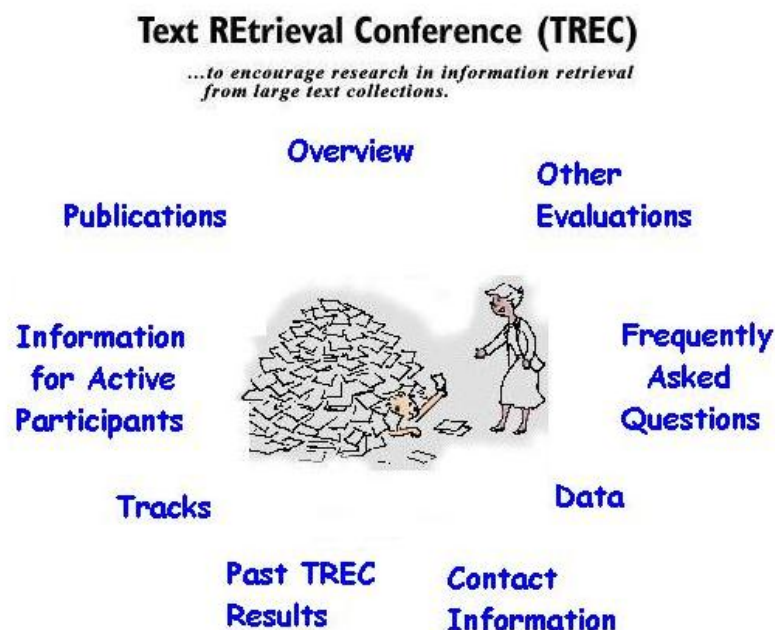 Text REtrieval Conference (TREC)
...to encourage research in information retrieval
from large text collections.
Overview
Other
Evaluations
Publications
Information
for Active
Participants
Frequently
Asked
Questions
Tracks
Data
Past TREC
Results
Contact
Information